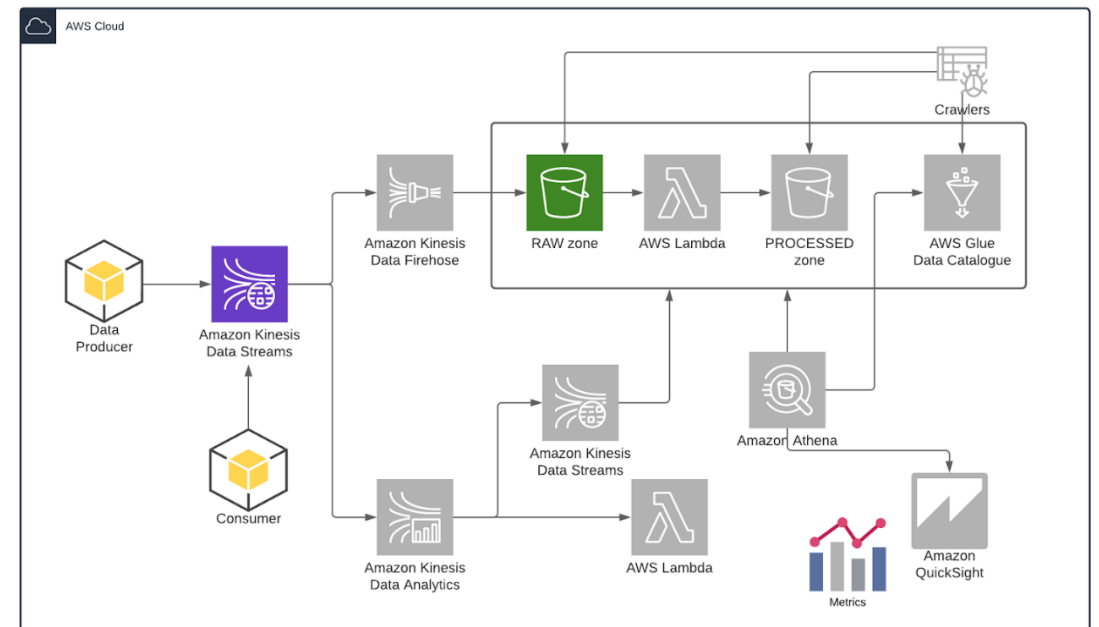 AWS Cloud
Crawlers
Amazon Kinesis
Data Firehose
RAW zone
AWS Lambda
PROCESSED
zone
AWS Glue
Data Catalogue
Data
Producer
Amazon Kinesis
Data Streams
Amazon Kinesis
Data Streams
Amazon Athena
Consumer
Amazon Kinesis
Data Analytics
AWS Lambda
Amazon
QuickSight
Metrics